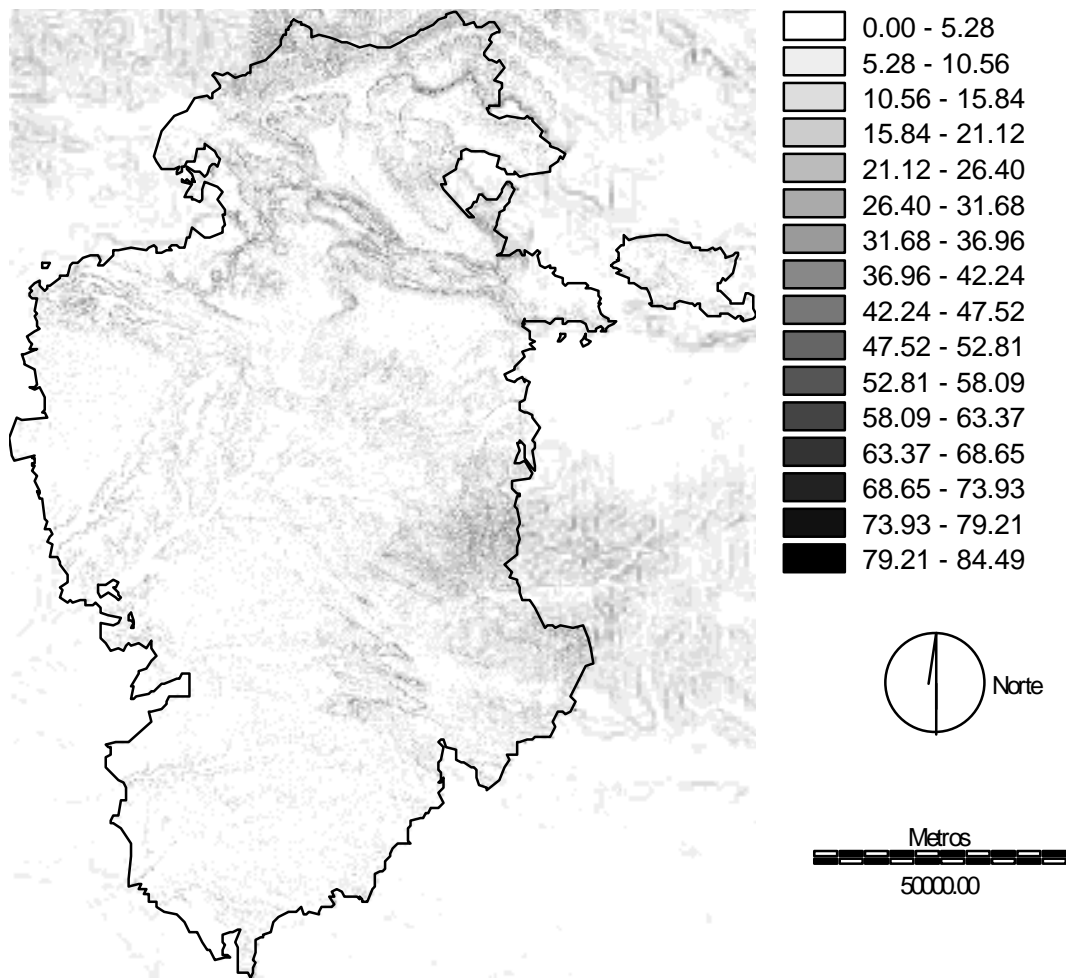 0.00 - 5.28
5.28 - 10.56
10.56 - 15.84
15.84 - 21.12
21.12 - 26.40
26.40 - 31.68
31.68 - 36.96
36.96 - 42.24
42.24 - 47.52
47.52 - 52.81
52.81 - 58.09
58.09 - 63.37
63.37 - 68.65
68.65 - 73.93
73.93 - 79.21
79.21 - 84.49
Norte
Metros
50000.00